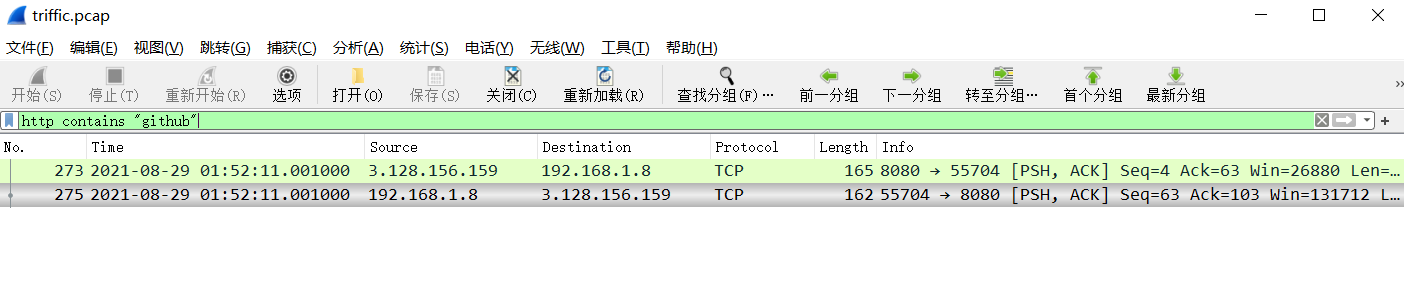 triffic.pcap
文件(F) 编辑(E) 视图(V) 跳转(G) 捕获(C) 分析(A) 统计(S) 电话(Y) 无线(W) 工具(T) 帮助(H)
开始(S) 停止(T) 重新开始(R) 选项 打开(O) 保存(S) 关闭(C) 重新加载(R) 查找分组(F)… 前一分组 下一分组 转至分组… 首个分组 最新分组
http contains "github"
No. Time Source Destination Protocol Length Info
273 2021-08-29 01:52:11.001000 3.128.156.159 192.168.1.8 TCP 165 8080 → 55704 [PSH, ACK] Seq=4 Ack=63 Win=26880 Len=…
275 2021-08-29 01:52:11.001000 192.168.1.8 3.128.156.159 TCP 162 55704 → 8080 [PSH, ACK] Seq=63 Ack=103 Win=131712 L…